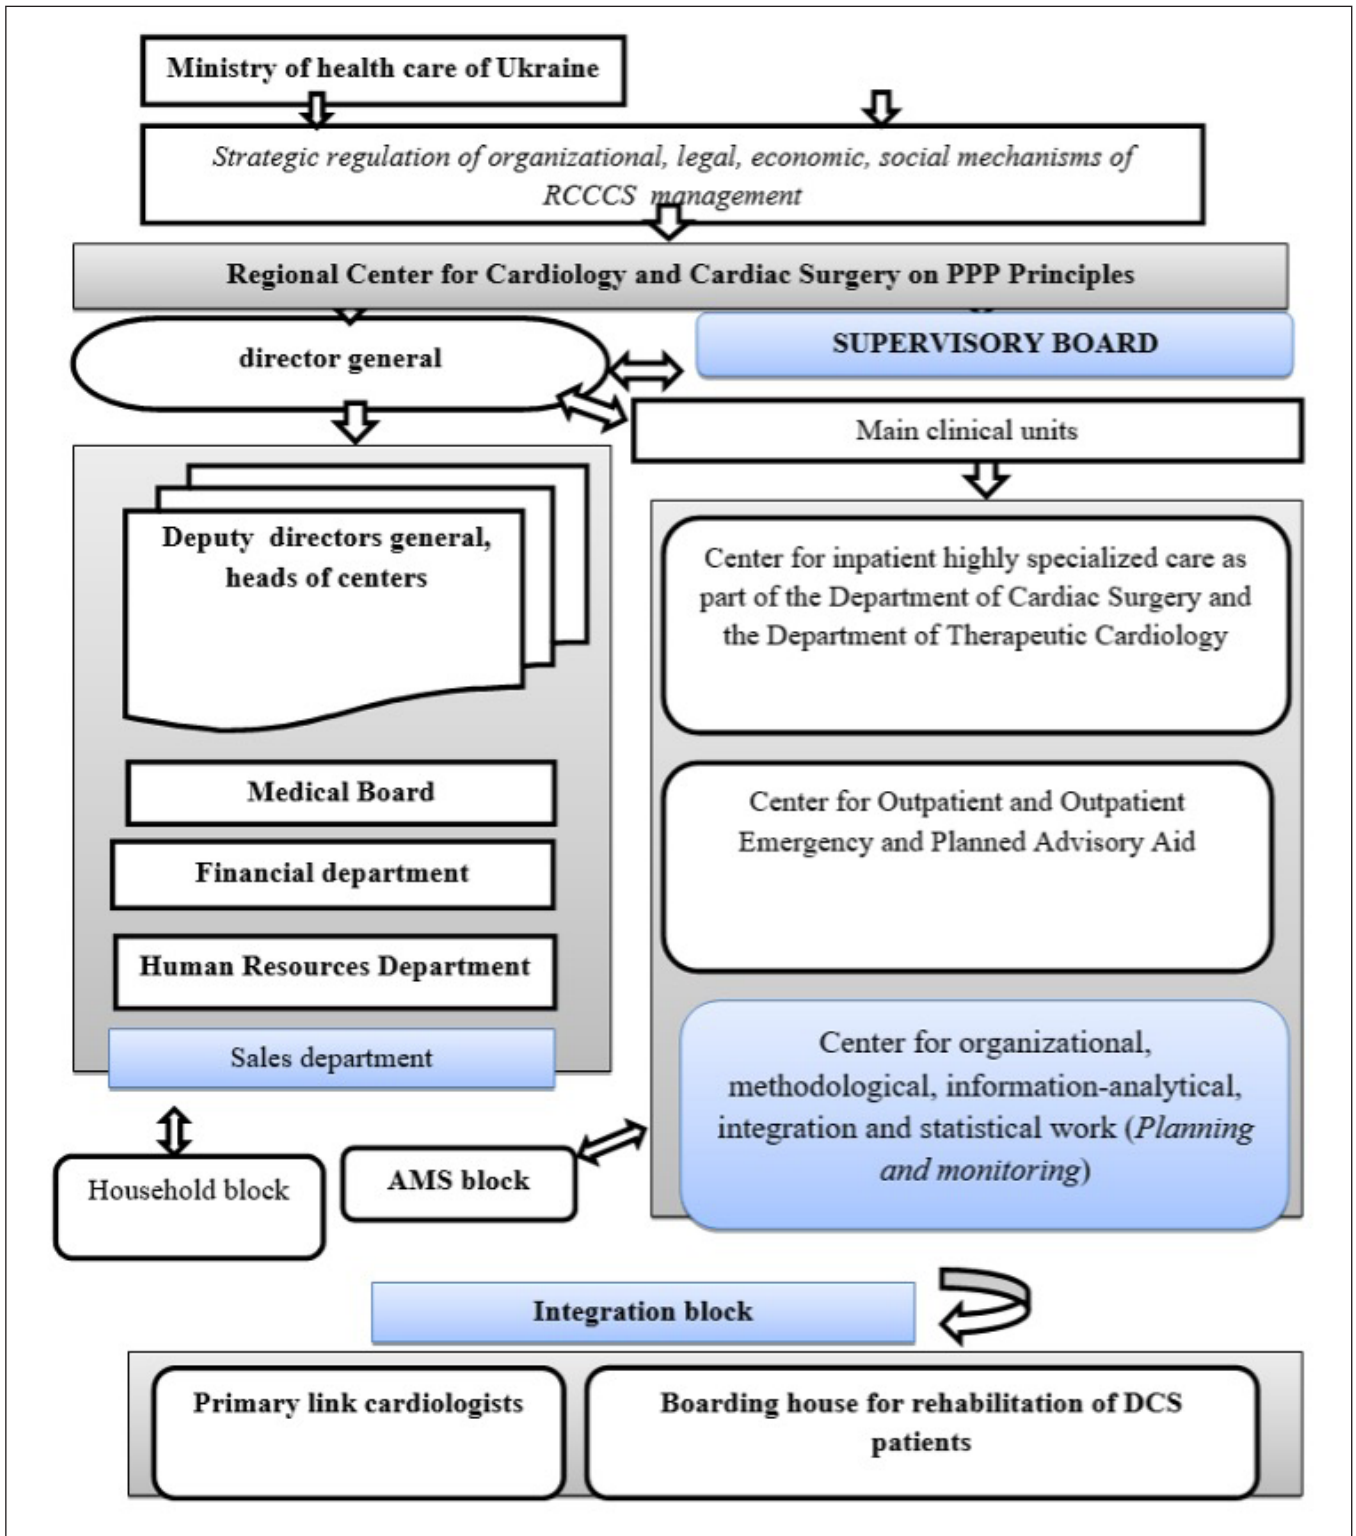 Ministry of health care of Ukraine
Strategic regulation of organizational, legal, economic, social mechanisms of
RCCCS management
Regional Center for Cardiology and Cardiac Surgery on PPP Principles
director general
SUPERVISORY BOARD
Main clinical units
Deputy directors general,
heads of centers
Medical Board
Financial department
Human Resources Department
Sales department
Center for inpatient highly specialized care as
part of the Department of Cardiac Surgery and
the Department of Therapeutic Cardiology
Center for Outpatient and Outpatient
Emergency and Planned Advisory Aid
Center for organizational,
methodological, information-analytical,
integration and statistical work (Planning
and monitoring)
Household block
AMS block
Integration block
Primary link cardiologists
Boarding house for rehabilitation of DCS
patients